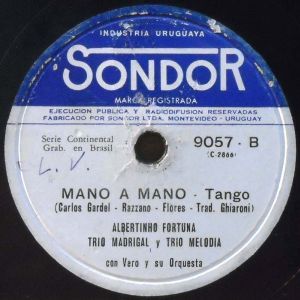 INDUSTRIA URUGUAYA
SONDOR
MARCA REGISTRADA
EJECUCION PUBLICA Y RADIODIFUSION RESERVADAS
FABRICADO POR SONDOR LTDA. MONTEVIDEO - URUGUAY
Serie Continental
Grab. en Brasil
9057 - B
(C-2866)
L. V.
MANO A MANO - Tango
(Carlos Gardel - Razzano - Flores - Trad. Ghiaroni)
ALBERTINHO FORTUNA
TRIO MADRIGAL y TRIO MELODIA
con Vero y su Orquesta